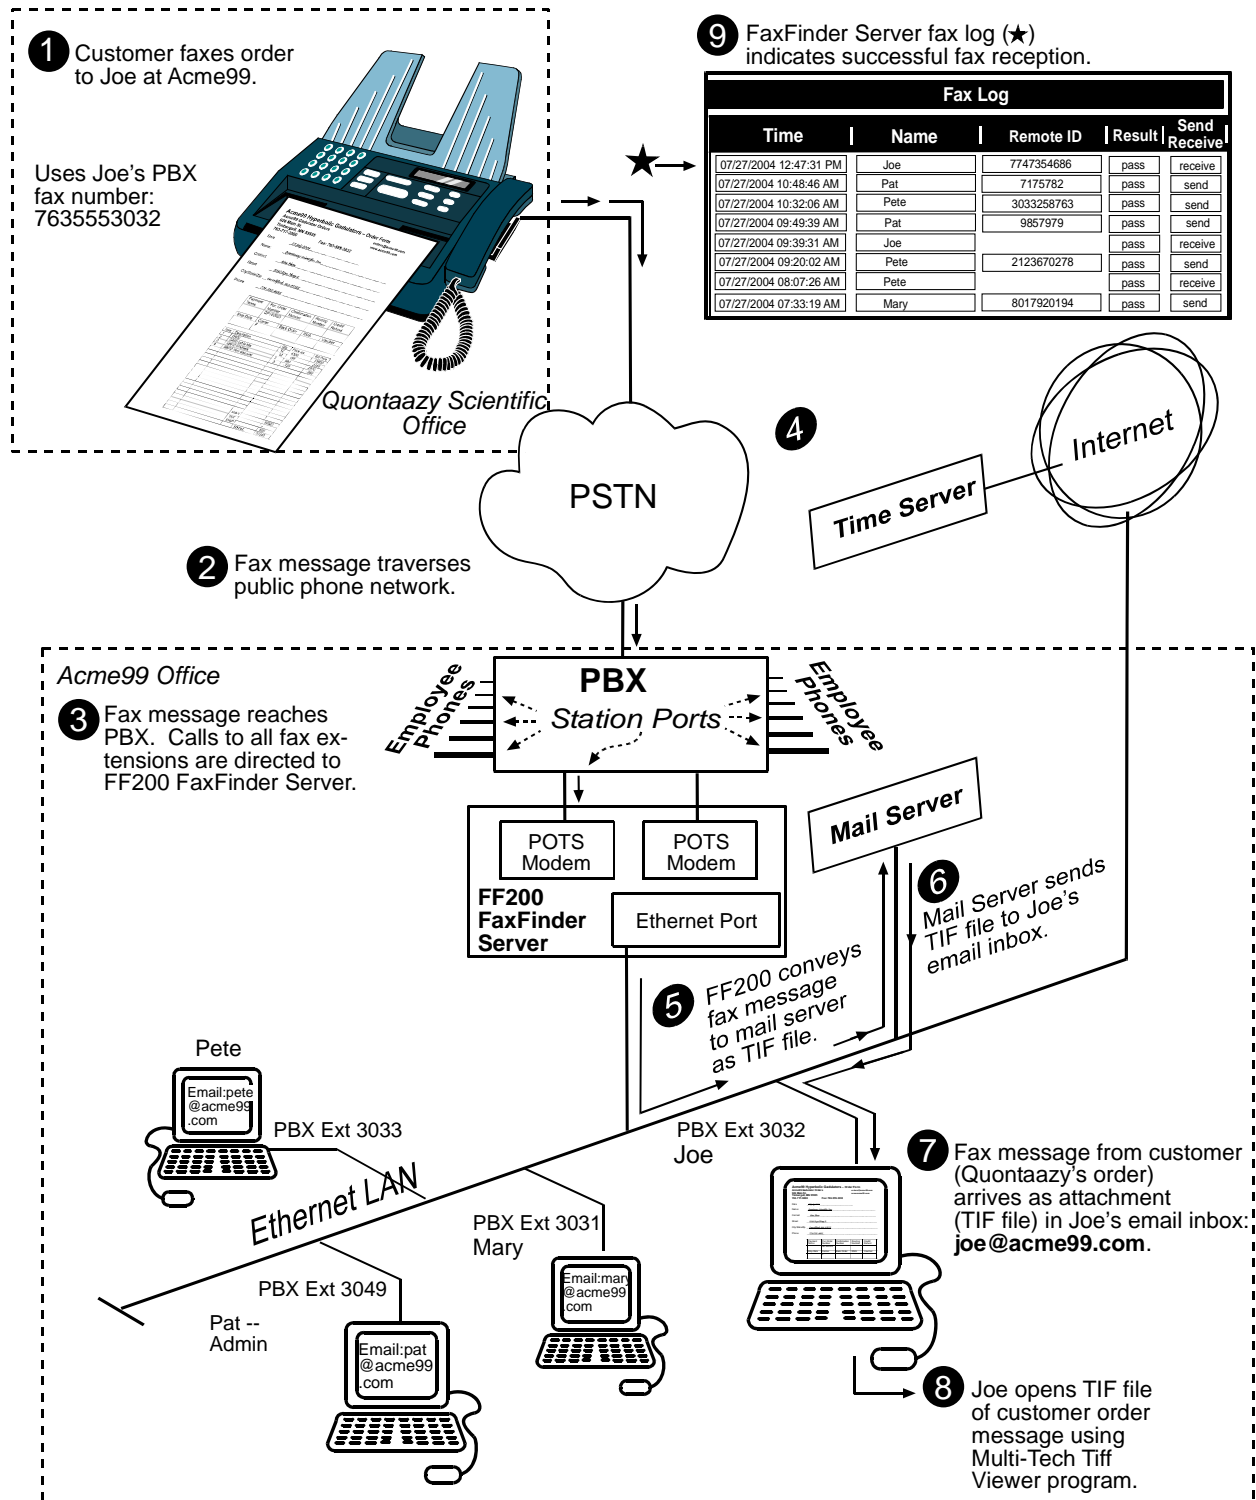 1 Customer faxes order
to Joe at Acme99.
Uses Joe's PBX
fax number:
7635553032
Acme99 Hyperbolic Gadulators -- Order Form
Quontaazy Scientific
Office
9 FaxFinder Server fax log (★)
indicates successful fax reception.
Fax Log
Time Name Remote ID Result Send Receive
07/27/2004 12:47:31 PM Joe 7747354686 pass receive
07/27/2004 10:48:46 AM Pat 7175782 pass send
07/27/2004 10:32:06 AM Pete 3033258763 pass send
07/27/2004 09:49:39 AM Pat 9857979 pass send
07/27/2004 09:39:31 AM Joe pass receive
07/27/2004 09:20:02 AM Pete 2123670278 pass send
07/27/2004 08:07:26 AM Pete pass receive
07/27/2004 07:33:19 AM Mary 8017920194 pass send
4
Internet
Time Server
PSTN
2 Fax message traverses
public phone network.
Acme99 Office
3 Fax message reaches
PBX. Calls to all fax ex-
tensions are directed to
FF200 FaxFinder Server.
Employee
Phones
PBX
Station Ports
Employee
Phones
POTS
Modem
POTS
Modem
FF200
FaxFinder
Server
Ethernet Port
Mail Server
6
Mail Server sends
TIF file to Joe's
email inbox.
5 FF200 conveys
fax message
to mail server
as TIF file.
Pete
Email:pete
@acme99
.com
PBX Ext 3033
Ethernet LAN
PBX Ext 3032
Joe
7 Fax message from customer
(Quontaazy's order)
arrives as attachment
(TIF file) in Joe's email inbox:
joe@acme99.com.
PBX Ext 3031
Mary
Email:mary
@acme99
.com
PBX Ext 3049
Pat --
Admin
Email:pat
@acme99
.com
8 Joe opens TIF file
of customer order
message using
Multi-Tech Tiff
Viewer program.